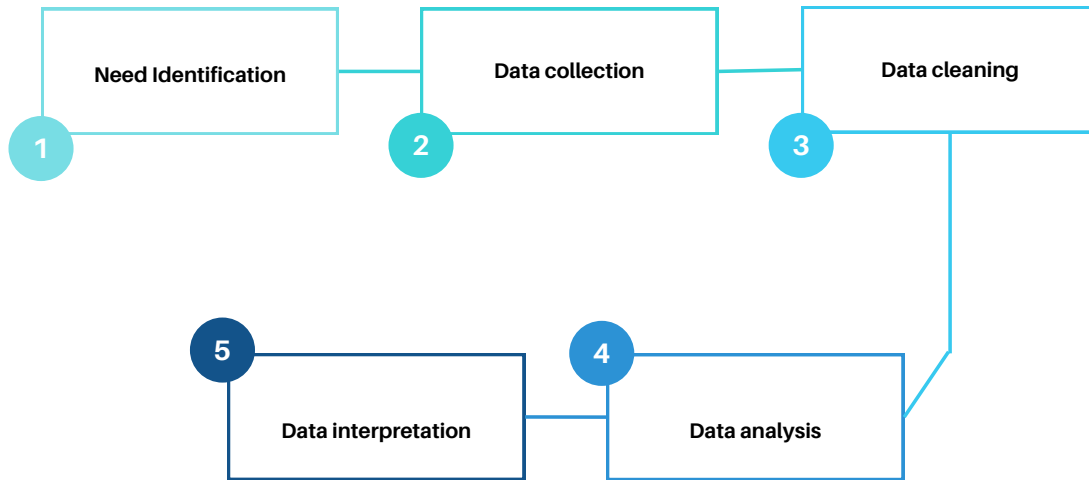 Need Identification
1
Data collection
2
Data cleaning
3
4
Data analysis
5
Data interpretation